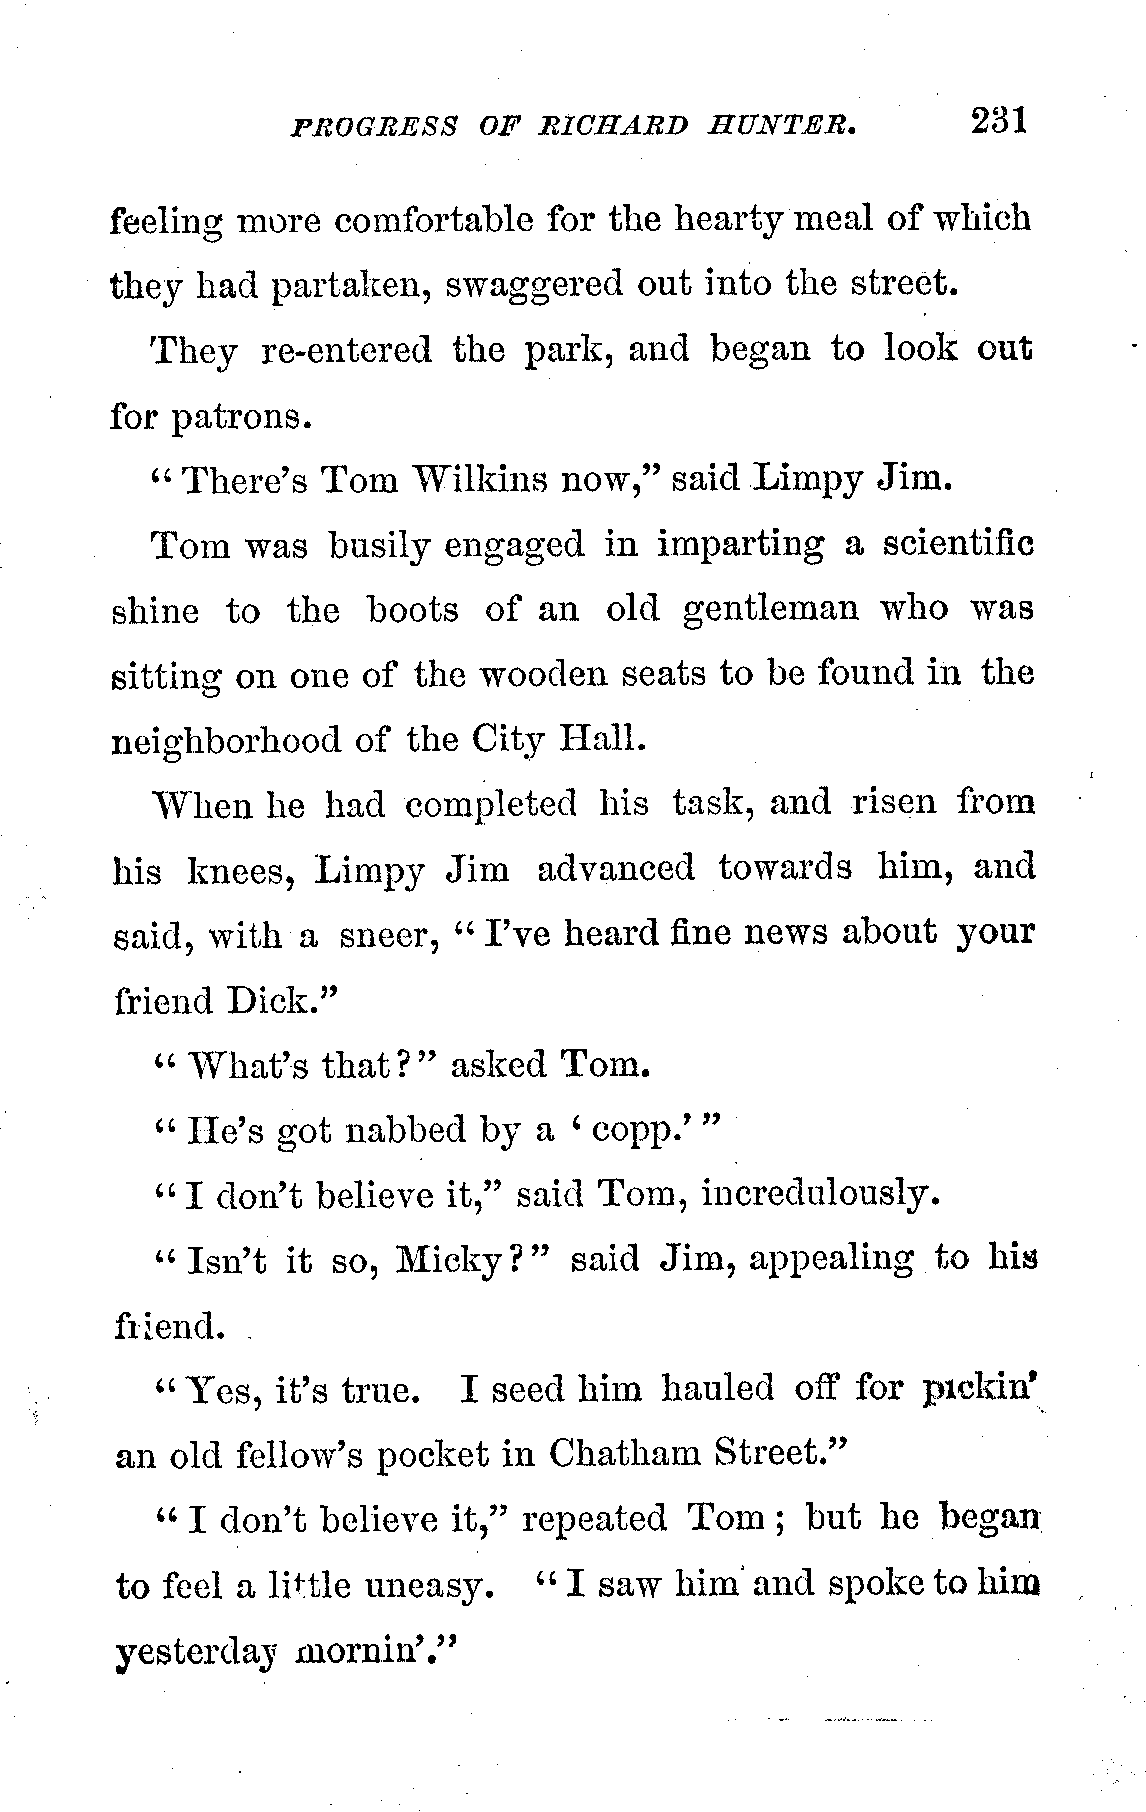 PROGRESS OF RICHARD HUNTER. 231
feeling more comfortable for the hearty meal of which
they had partaken, swaggered out into the street.
They re-entered the park, and began to look out
for patrons.
“ There’s Tom Wilkins now,” said Limpy Jim.
Tom was busily engaged in imparting a scientific
shine to the boots of an old gentleman who was
sitting on one of the wooden seats to be found in the
neighborhood of the City Hall.
When he had completed his task, and risen from
his knees, Limpy Jim advanced towards him, and
said, with a sneer, “ I’ve heard fine news about your
friend Dick.”
“ What’s that?” asked Tom.
“ He’s got nabbed by a ‘ copp.’ ”
“ I don’t believe it,” said Tom, incredulously.
“ Isn’t it so, Micky?” said Jim, appealing to his
friend.
“ Yes, it’s true. I seed him hauled off for pickin’
an old fellow’s pocket in Chatham Street.”
“ I don’t believe it,” repeated Tom ; but he began
to feel a little uneasy. “ I saw him and spoke to him
yesterday mornin’.”